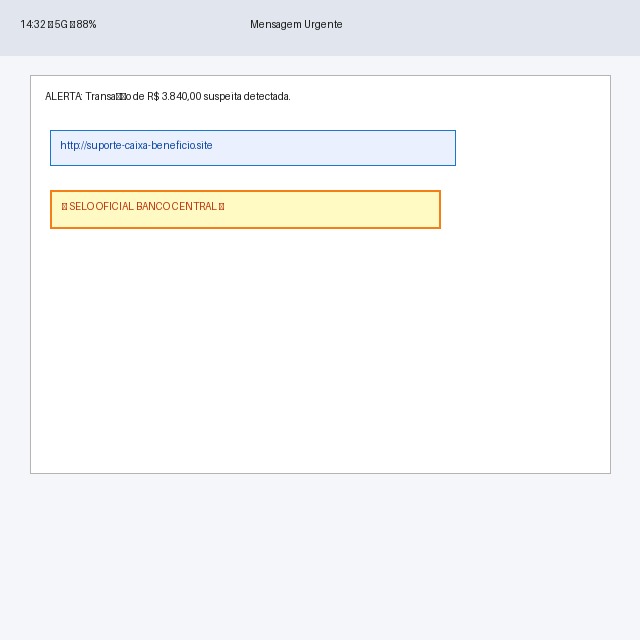 14:32 5G 88%
Mensagem Urgente
ALERTA: de R$ 3.840,00 suspeita detectada.
http://suporte-caixa-beneficio.site
SELO OFICIAL BANCO CENTRAL